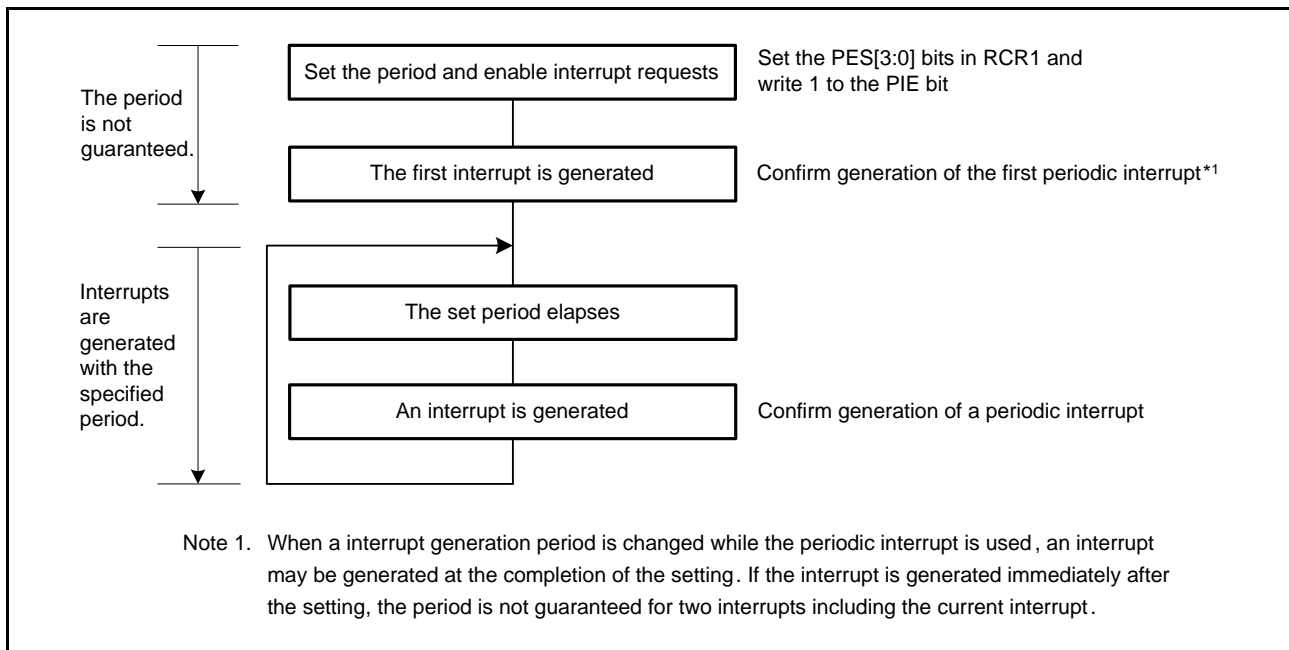 Set the period and enable interrupt requests
Set the PES[3:0] bits in RCR1 and
write 1 to the PIE bit
The period
is not
guaranteed.
The first interrupt is generated
Confirm generation of the first periodic interrupt*1
Interrupts
are
generated
with the
specified
period.
The set period elapses
An interrupt is generated
Confirm generation of a periodic interrupt
Note 1. When a interrupt generation period is changed while the periodic interrupt is used, an interrupt
may be generated at the completion of the setting. If the interrupt is generated immediately after
the setting, the period is not guaranteed for two interrupts including the current interrupt.